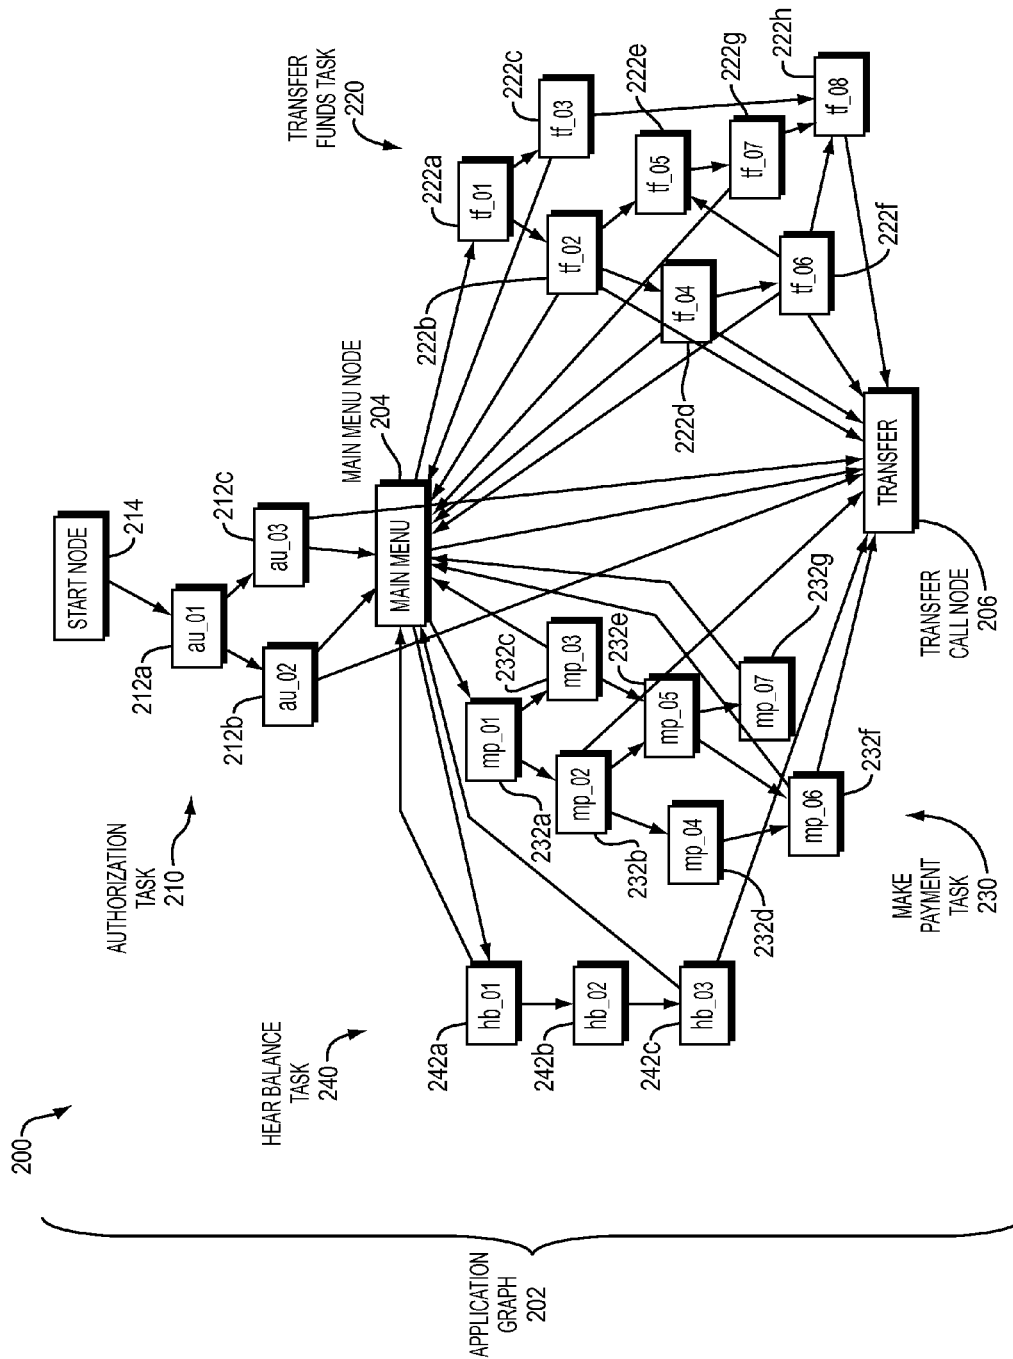 200
APPLICATION
GRAPH
202
AUTHORIZATION
TASK
210
START NODE
214
au_01
212a
au_02
212b
au_03
212c
MAIN MENU NODE
204
MAIN MENU
HEAR BALANCE
TASK
240
hb_01
242a
hb_02
242b
hb_03
242c
mp_01
232a
mp_02
232b
mp_03
232c
mp_04
232d
mp_05
232e
mp_06
232f
mp_07
232g
MAKE
PAYMENT
TASK
230
TRANSFER
FUNDS TASK
220
tf_01
222a
tf_02
222b
tf_03
222c
tf_04
222d
tf_05
222e
tf_06
222f
tf_07
222g
tf_08
222h
TRANSFER
TRANSFER
CALL NODE
206